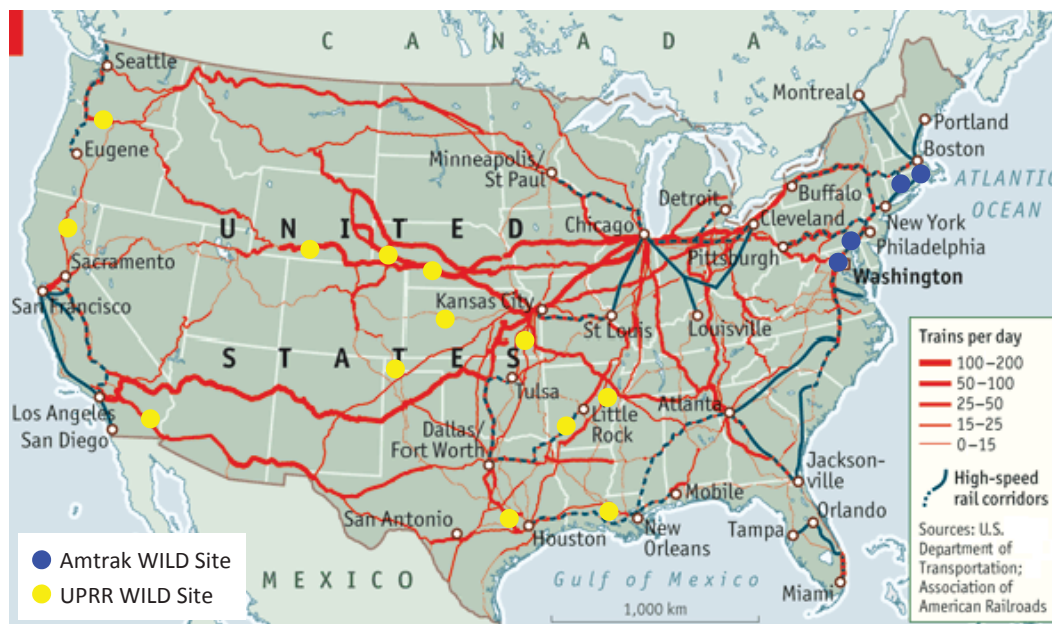 C A N A D A
Seattle
Montreal
Portland
Eugene
Minneapolis/
St Paul
Boston
ATLANTIC
OCEAN
Detroit
Buffalo
Chicago
Cleveland
New York
U N I T E D
Philadelphia
Pittsburgh
Sacramento
Washington
San Francisco
Kansas City
St Louis
Louisville
S T A T E S
Tulsa
Los Angeles
San Diego
Little
Rock
Atlanta
Dallas/
Fort Worth
Jackson-
ville
Mobile
San Antonio
Houston
New
Orleans
Tampa
Orlando
Miami
M E X I C O
Gulf of Mexico
1,000 km
Trains per day
100–200
50–100
25–50
15–25
0–15
High-speed
rail corridors
Sources: U.S.
Department of
Transportation;
Association of
American Railroads
Amtrak WILD Site
UPRR WILD Site